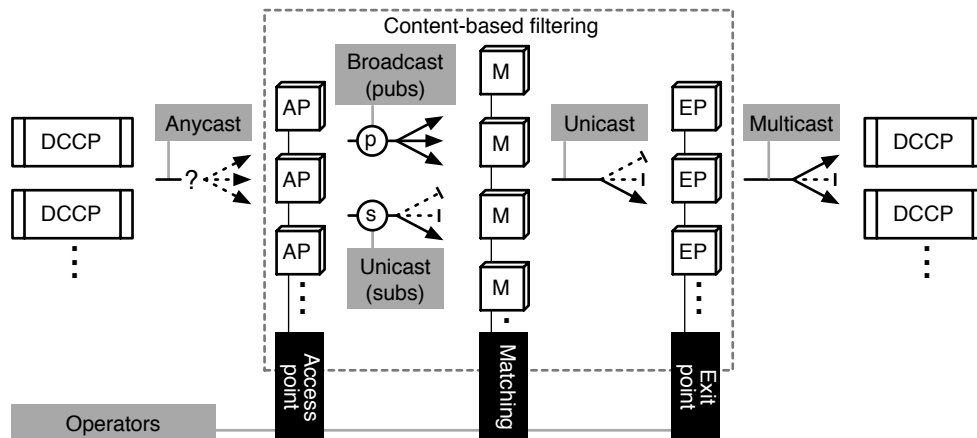 Content-based filtering
Broadcast
(pubs)
Anycast
Unicast
Multicast
DCCP
DCCP
?
AP
AP
AP
p
s
Unicast
(subs)
M
M
M
M
EP
EP
EP
DCCP
DCCP
Access
point
Matching
Exit
point
Operators